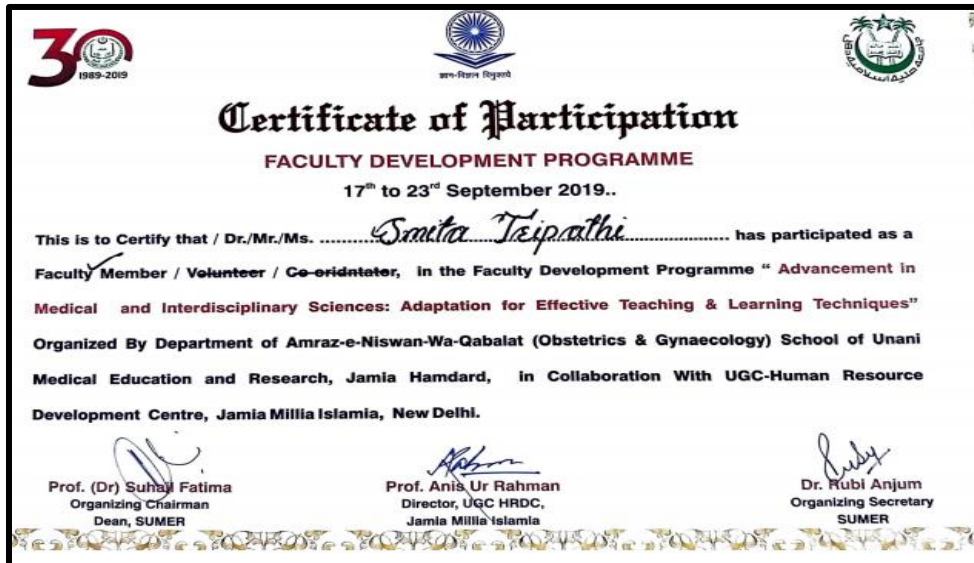 30
1989-2019
ज्ञान-विज्ञान विमुक्तये
Certificate of Participation
FACULTY DEVELOPMENT PROGRAMME
17th to 23rd September 2019..
This is to Certify that / Dr./Mr./Ms. Smita Tripathi has participated as a
Faculty Member / Volunteer / Co-oridntator, in the Faculty Development Programme “ Advancement in
Medical and Interdisciplinary Sciences: Adaptation for Effective Teaching & Learning Techniques”
Organized By Department of Amraz-e-Niswan-Wa-Qabalat (Obstetrics & Gynaecology) School of Unani
Medical Education and Research, Jamia Hamdard, in Collaboration With UGC-Human Resource
Development Centre, Jamia Millia Islamia, New Delhi.
Prof. (Dr) Suhail Fatima
Organizing Chairman
Dean, SUMER
Prof. Anis Ur Rahman
Director, UGC HRDC,
Jamia Millia Islamia
Dr. Rubi Anjum
Organizing Secretary
SUMER